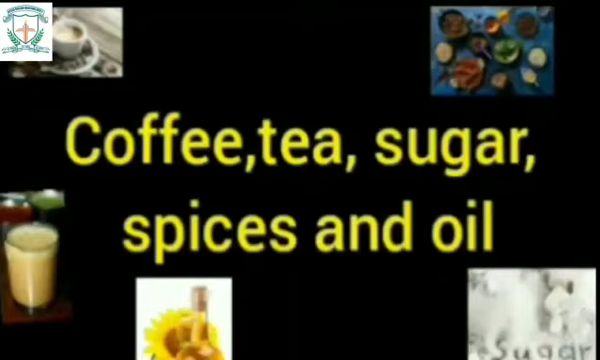 Coffee,tea, sugar,
spices and oil
Sugar